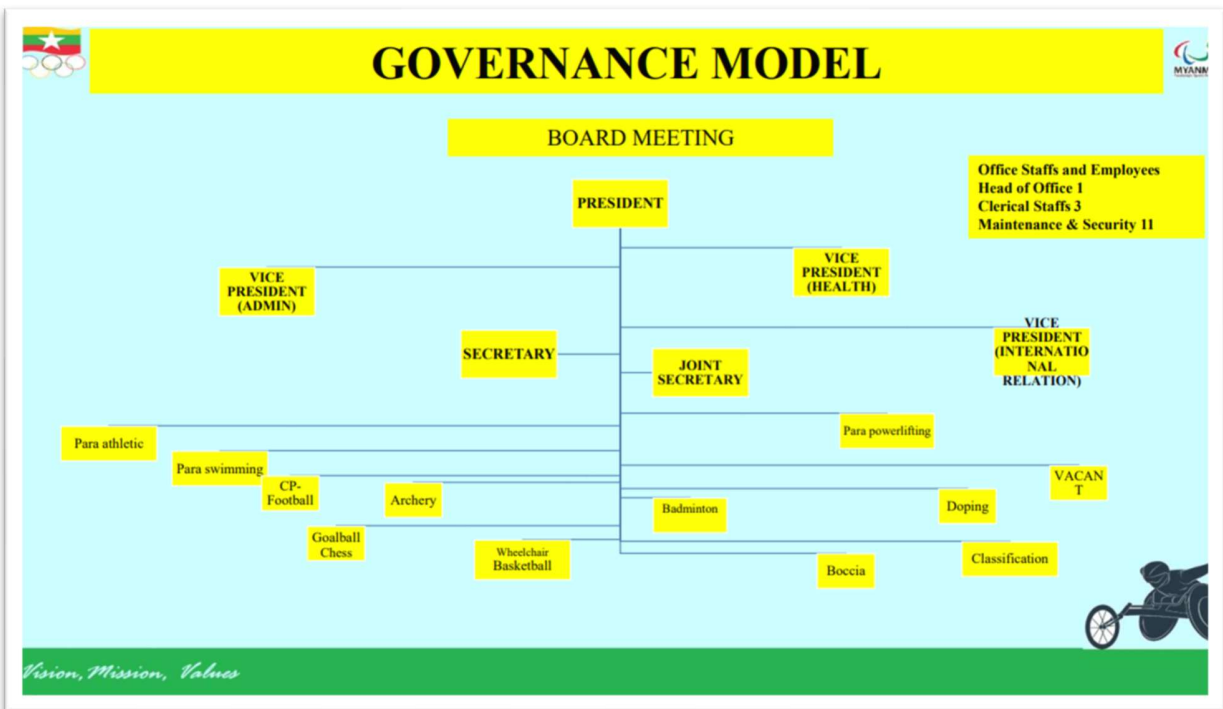 GOVERNANCE MODEL
MYANM
BOARD MEETING
Office Staffs and Employees
Head of Office 1
Clerical Staffs 3
Maintenance & Security 11
PRESIDENT
VICE
PRESIDENT
(HEALTH)
VICE
PRESIDENT
(ADMIN)
VICE
PRESIDENT
(INTERNATIO
NAL
RELATION)
SECRETARY
JOINT
SECRETARY
Para athletic
Para powerlifting
Para swimming
CP-
Football
Archery
Badminton
Doping
VACAN
T
Goalball
Chess
Wheelchair
Basketball
Boccia
Classification
Vision, Mission, Values